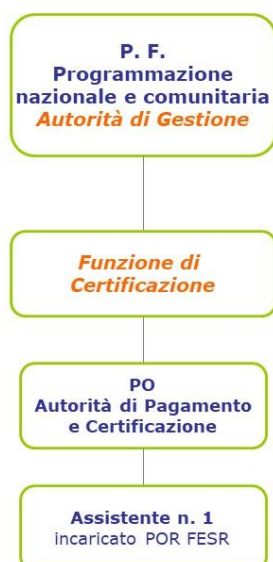 P. F.
Programmazione
nazionale e comunitaria
Autorità di Gestione
Funzione di
Certificazione
PO
Autorità di Pagamento
e Certificazione
Assistente n. 1
incaricato POR FESR